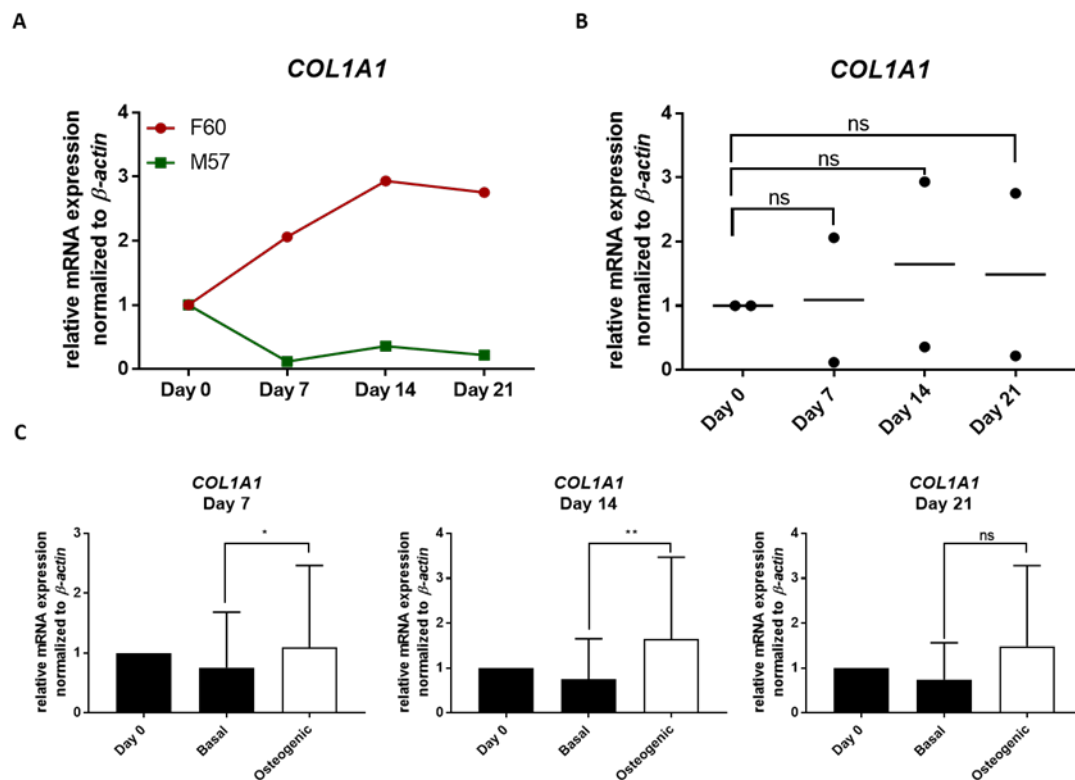 A
COL1A1
relative mRNA expression
normalized to β-actin
4
3
2
1
0
F60
M57
Day 0
Day 7
Day 14
Day 21
B
COL1A1
relative mRNA expression
normalized to β-actin
4
3
2
1
0
ns
ns
ns
Day 0
Day 7
Day 14
Day 21
C
COL1A1
Day 7
relative mRNA expression
normalized to β-actin
3
2
1
0
*
Day 0
Basal
Osteogenic
COL1A1
Day 14
relative mRNA expression
normalized to β-actin
4
3
2
1
0
**
Day 0
Basal
Osteogenic
COL1A1
Day 21
relative mRNA expression
normalized to β-actin
4
3
2
1
0
ns
Day 0
Basal
Osteogenic